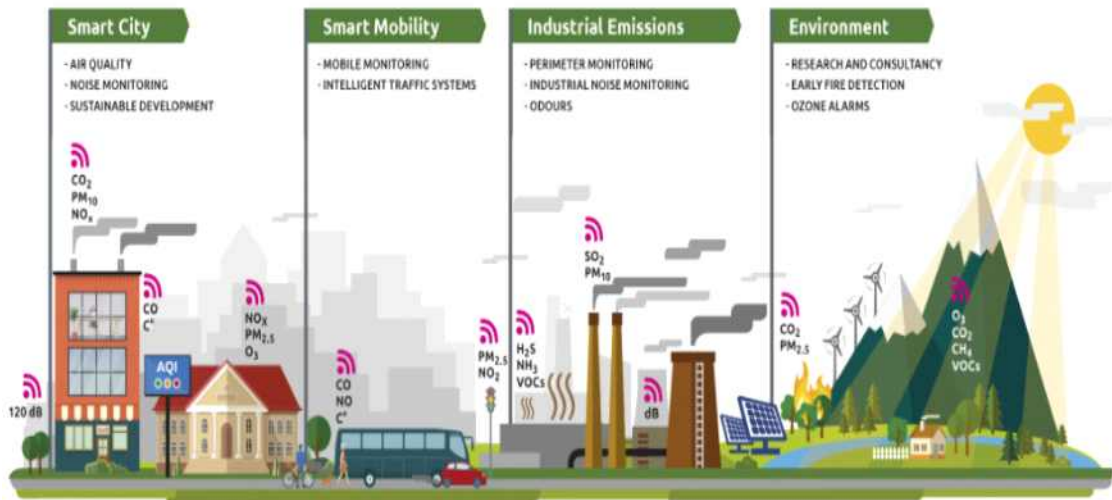 Smart City
- AIR QUALITY
- NOISE MONITORING
- SUSTAINABLE DEVELOPMENT
Smart Mobility
- MOBILE MONITORING
- INTELLIGENT TRAFFIC SYSTEMS
Industrial Emissions
- PERIMETER MONITORING
- INDUSTRIAL NOISE MONITORING
- ODOURS
Environment
- RESEARCH AND CONSULTANCY
- EARLY FIRE DETECTION
- OZONE ALARMS
CO₂
PM₁₀
NOₓ
CO
C°
NOX
PM₂.₅
O₃
AQI
120 dB
CO
NO
C°
PM₂.₅
NO₂
H₂S
NH₃
VOCs
SO₂
PM₁₀
dB
CO₂
PM₂.₅
O₃
CO₂
CH₄
VOCs